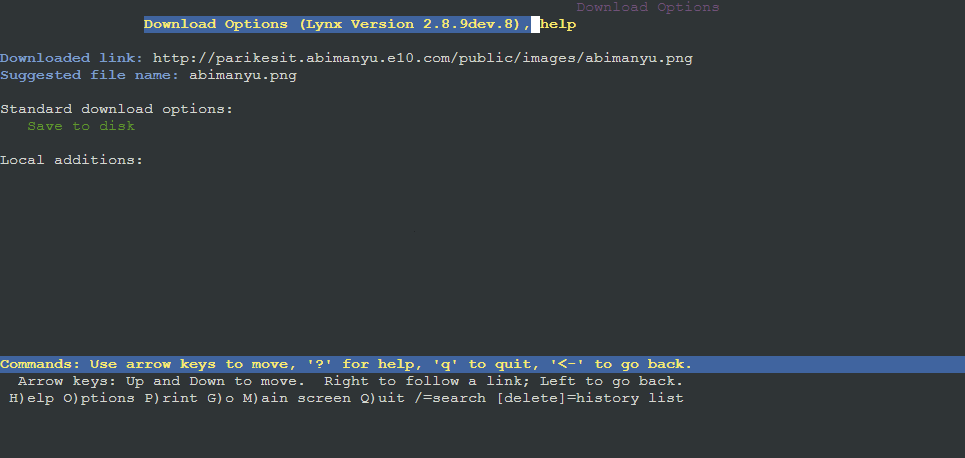 Download Options
Download Options (Lynx Version 2.8.9dev.8), help
Downloaded link: http://parikesit.abimanyu.e10.com/public/images/abimanyu.png
Suggested file name: abimanyu.png
Standard download options:
Save to disk
Local additions:
Commands: Use arrow keys to move, '?' for help, 'q' to quit, '<-' to go back.
Arrow keys: Up and Down to move.  Right to follow a link; Left to go back.
H)elp O)ptions P)rint G)o M)ain screen Q)uit /=search [delete]=history list